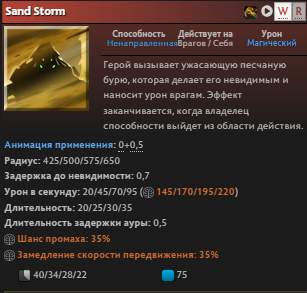 Sand Storm W R
Способность Действует на Урон
Ненаправленная Врагов / Себя Магический
Герой вызывает ужасающую песчаную
бурю, которая делает его невидимым и
наносит урон врагам. Эффект
заканчивается, когда владелец
способности выйдет из области действия.
Анимация применения: 0+0,5
Радиус: 425/500/575/650
Задержка до невидимости: 0,7
Урон в секунду: 20/45/70/95 (145/170/195/220)
Длительность: 20/25/30/35
Длительность задержки ауры: 0,5
Шанс промаха: 35%
Замедление скорости передвижения: 35%
40/34/28/22 75